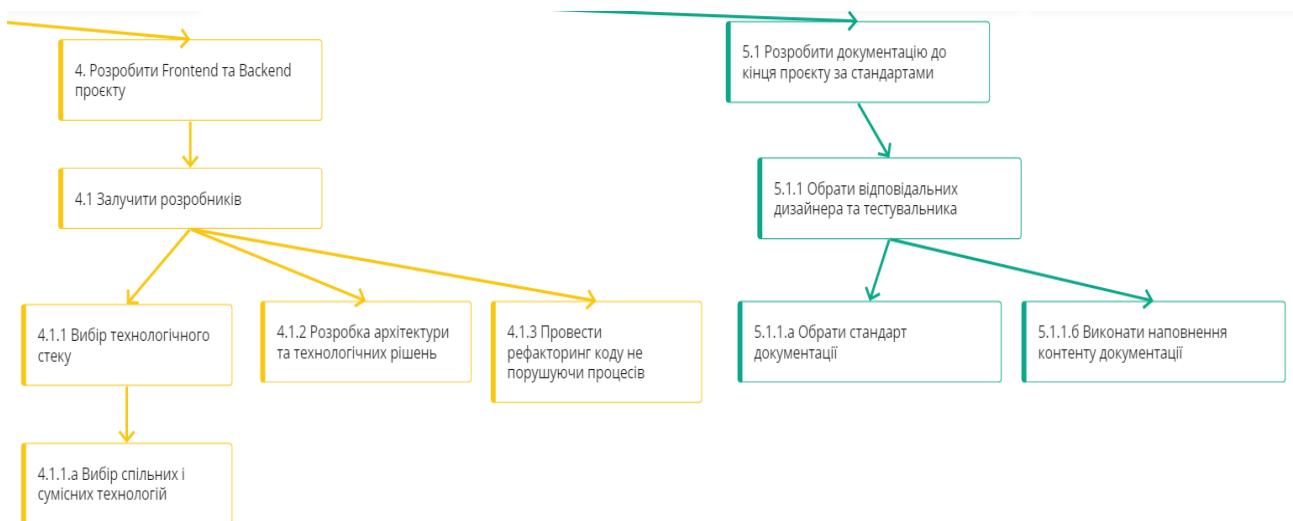 4. Розробити Frontend та Backend
проєкту
5.1 Розробити документацію до
кінця проєкту за стандартами
4.1 Залучити розробників
5.1.1 Обрати відповідальних
дизайнера та тестувальника
4.1.1 Вибір технологічного
стеку
4.1.2 Розробка архітектури
та технологічних рішень
4.1.3 Провести
рефакторинг коду не
порушуючи процесів
5.1.1.а Обрати стандарт
документації
5.1.1.б Виконати наповнення
контенту документації
4.1.1.а Вибір спільних і
сумісних технологій